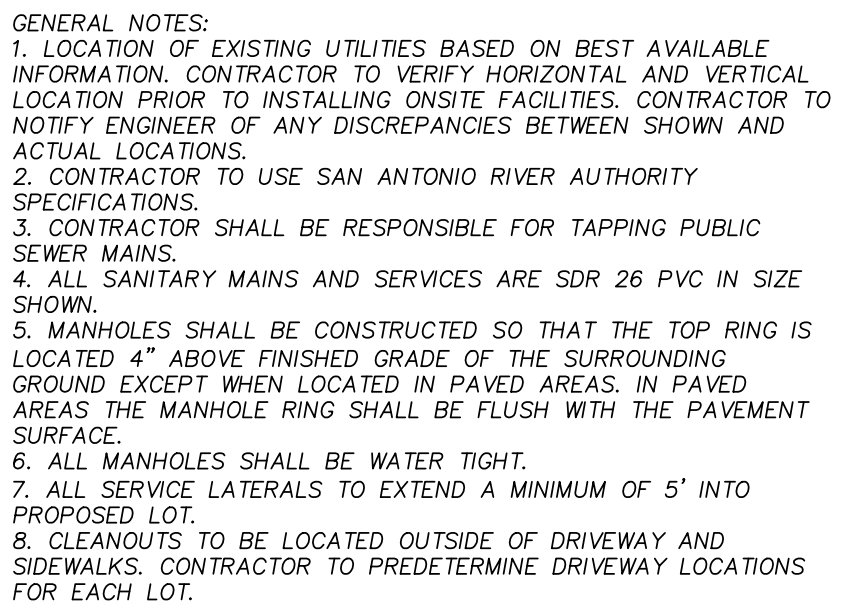 GENERAL NOTES:
1. LOCATION OF EXISTING UTILITIES BASED ON BEST AVAILABLE
INFORMATION. CONTRACTOR TO VERIFY HORIZONTAL AND VERTICAL
LOCATION PRIOR TO INSTALLING ONSITE FACILITIES. CONTRACTOR TO
NOTIFY ENGINEER OF ANY DISCREPANCIES BETWEEN SHOWN AND
ACTUAL LOCATIONS.
2. CONTRACTOR TO USE SAN ANTONIO RIVER AUTHORITY
SPECIFICATIONS.
3. CONTRACTOR SHALL BE RESPONSIBLE FOR TAPPING PUBLIC
SEWER MAINS.
4. ALL SANITARY MAINS AND SERVICES ARE SDR 26 PVC IN SIZE
SHOWN.
5. MANHOLES SHALL BE CONSTRUCTED SO THAT THE TOP RING IS
LOCATED 4” ABOVE FINISHED GRADE OF THE SURROUNDING
GROUND EXCEPT WHEN LOCATED IN PAVED AREAS. IN PAVED
AREAS THE MANHOLE RING SHALL BE FLUSH WITH THE PAVEMENT
SURFACE.
6. ALL MANHOLES SHALL BE WATER TIGHT.
7. ALL SERVICE LATERALS TO EXTEND A MINIMUM OF 5’ INTO
PROPOSED LOT.
8. CLEANOUTS TO BE LOCATED OUTSIDE OF DRIVEWAY AND
SIDEWALKS. CONTRACTOR TO PREDETERMINE DRIVEWAY LOCATIONS
FOR EACH LOT.